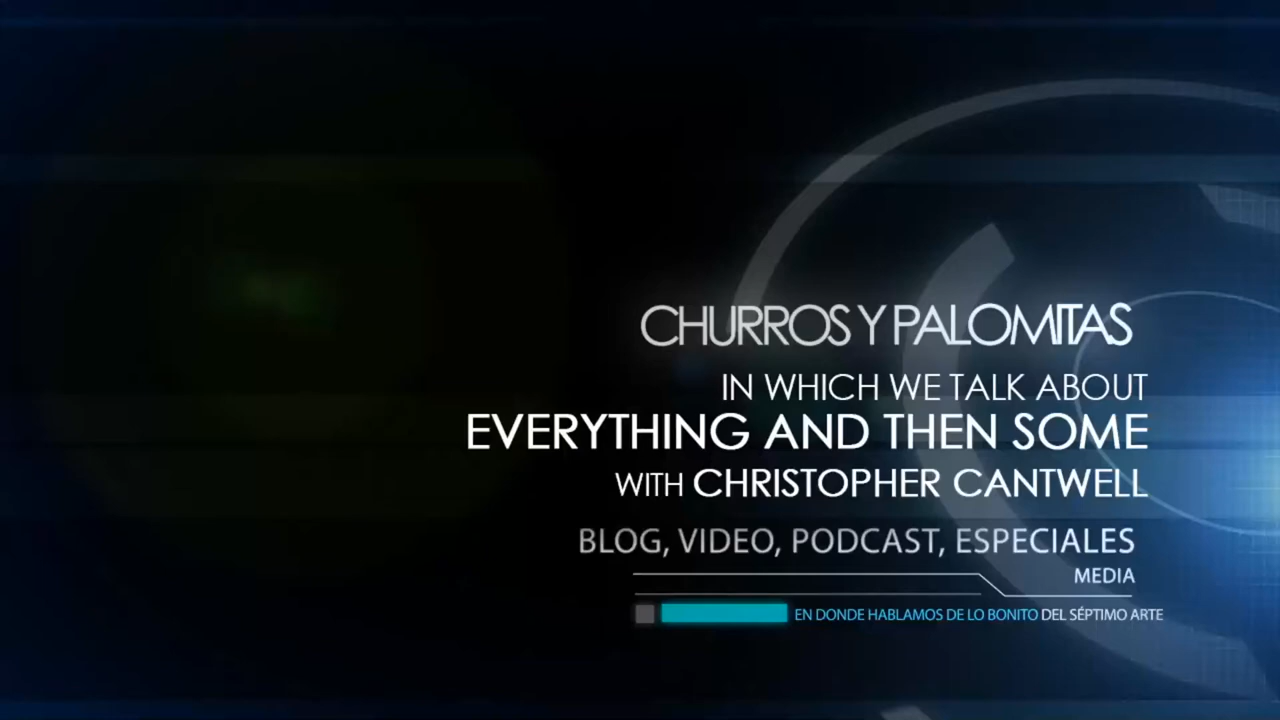 CHURROS Y PALOMITAS
IN WHICH WE TALK ABOUT
EVERYTHING AND THEN SOME
WITH CHRISTOPHER CANTWELL
BLOG, VIDEO, PODCAST, ESPECIALES
MEDIA
EN DONDE HABLAMOS DE LO BONITO DEL SÉPTIMO ARTE